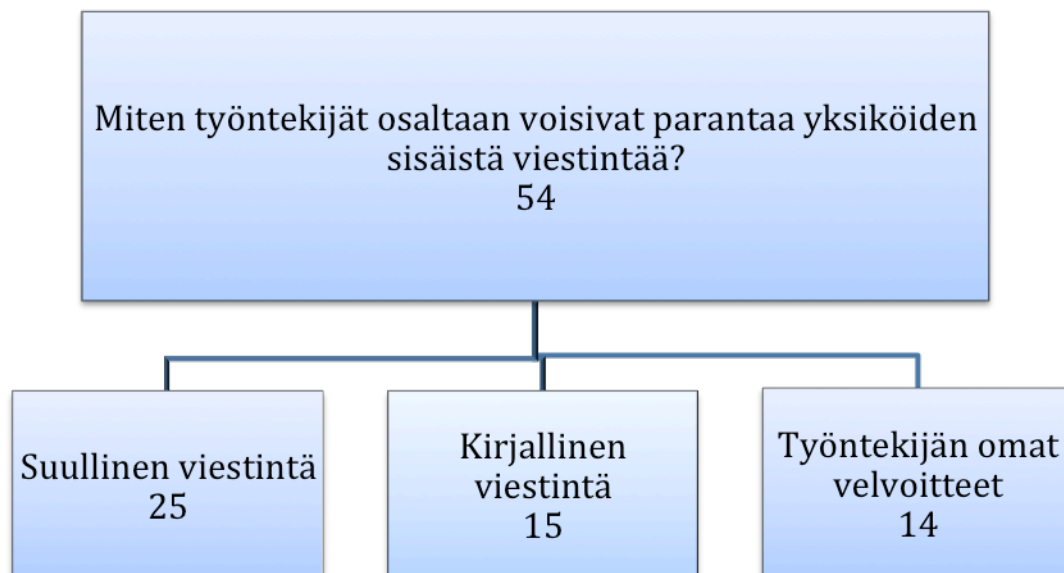 Miten työntekijät osaltaan voisivat parantaa yksiköiden
sisäistä viestintää?
54
Suullinen viestintä
25
Kirjallinen
viestintä
15
Työntekijän omat
velvoitteet
14